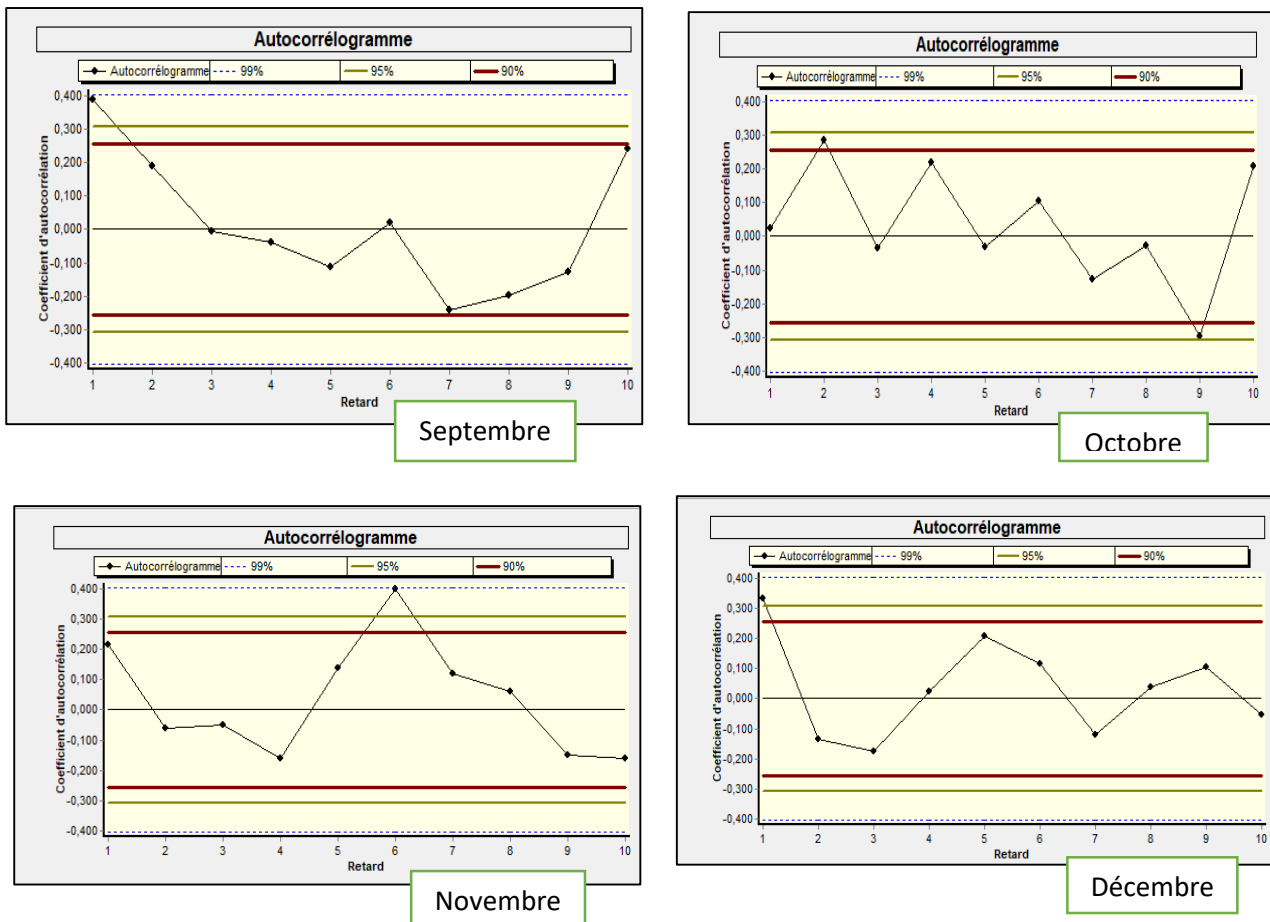 Autocorrélogramme
Autocorrélogramme 99% 95% 90%
Coefficient d'autocorrélation
0,400
0,300
0,200
0,100
0,000
-0,100
-0,200
-0,300
-0,400
1 2 3 4 5 6 7 8 9 10
Retard
Septembre
Autocorrélogramme
Autocorrélogramme 99% 95% 90%
Coefficient d'autocorrélation
0,400
0,300
0,200
0,100
0,000
-0,100
-0,200
-0,300
-0,400
1 2 3 4 5 6 7 8 9 10
Retard
Octobre
Autocorrélogramme
Autocorrélogramme 99% 95% 90%
Coefficient d'autocorrélation
0,400
0,300
0,200
0,100
0,000
-0,100
-0,200
-0,300
-0,400
1 2 3 4 5 6 7 8 9 10
Retard
Novembre
Autocorrélogramme
Autocorrélogramme 99% 95% 90%
Coefficient d'autocorrélation
0,400
0,300
0,200
0,100
0,000
-0,100
-0,200
-0,300
-0,400
1 2 3 4 5 6 7 8 9 10
Retard
Décembre